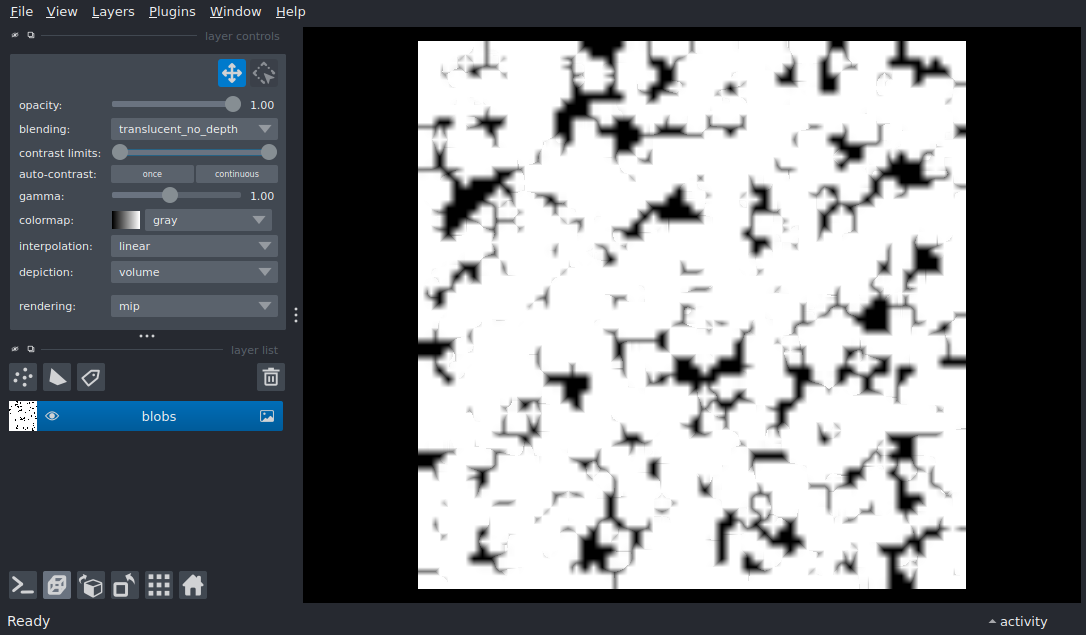 File View Layers Plugins Window Help
layer controls
opacity: 1.00
blending: translucent_no_depth
contrast limits:
auto-contrast: once continuous
gamma: 1.00
colormap: gray
interpolation: linear
depiction: volume
rendering: mip
layer list
blobs
Ready
activity